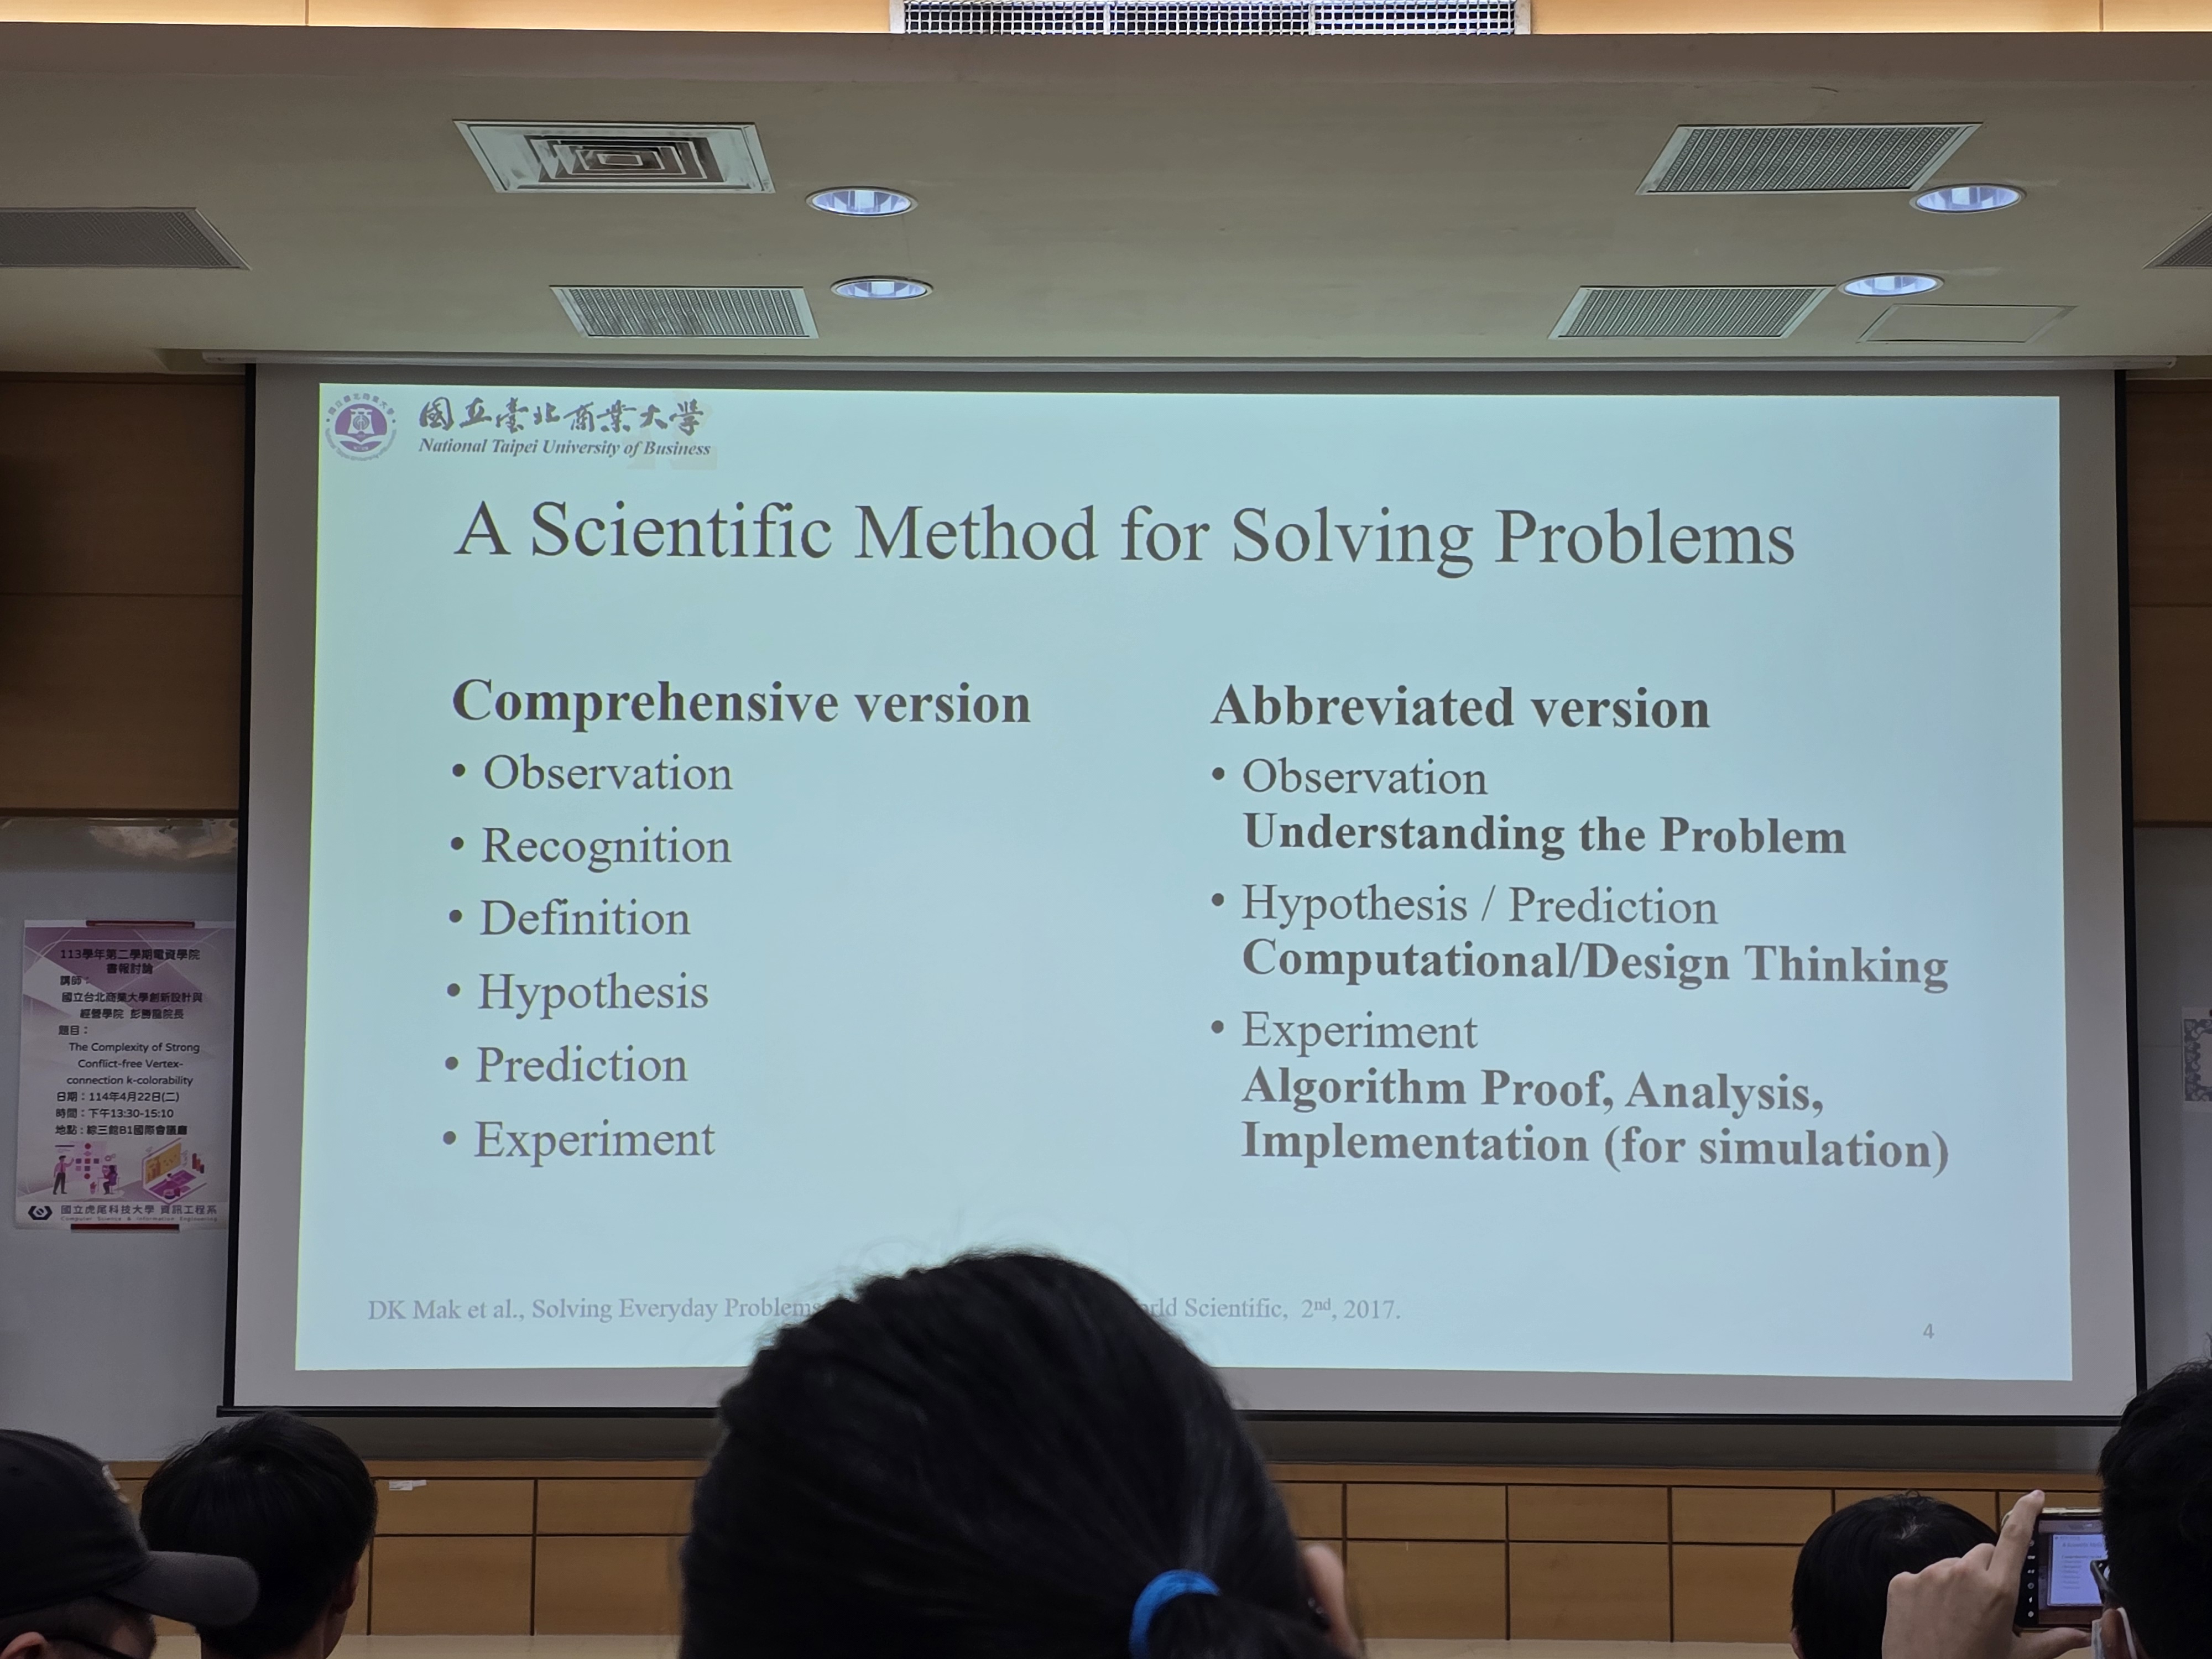 國立臺北商業大學
National Taipei University of Business
A Scientific Method for Solving Problems
Comprehensive version
• Observation
• Recognition
• Definition
• Hypothesis
• Prediction
• Experiment
Abbreviated version
• Observation
Understanding the Problem
• Hypothesis / Prediction
Computational/Design Thinking
• Experiment
Algorithm Proof, Analysis,
Implementation (for simulation)
DK Mak et al., Solving Everyday Problems Scientific, 2nd, 2017.
4
113學年第二學期電資學院
書報討論
講師：
國立台北商業大學創新設計與
經營學院 彭勝龍院長
題目：
The Complexity of Strong
Conflict-free Vertex-
connection k-colorability
日期：114年4月22日(二)
時間：下午13:30-15:10
地點：綜三館B1國際會議廳
國立虎尾科技大學 資訊工程系
Computer Science & Information Engineering